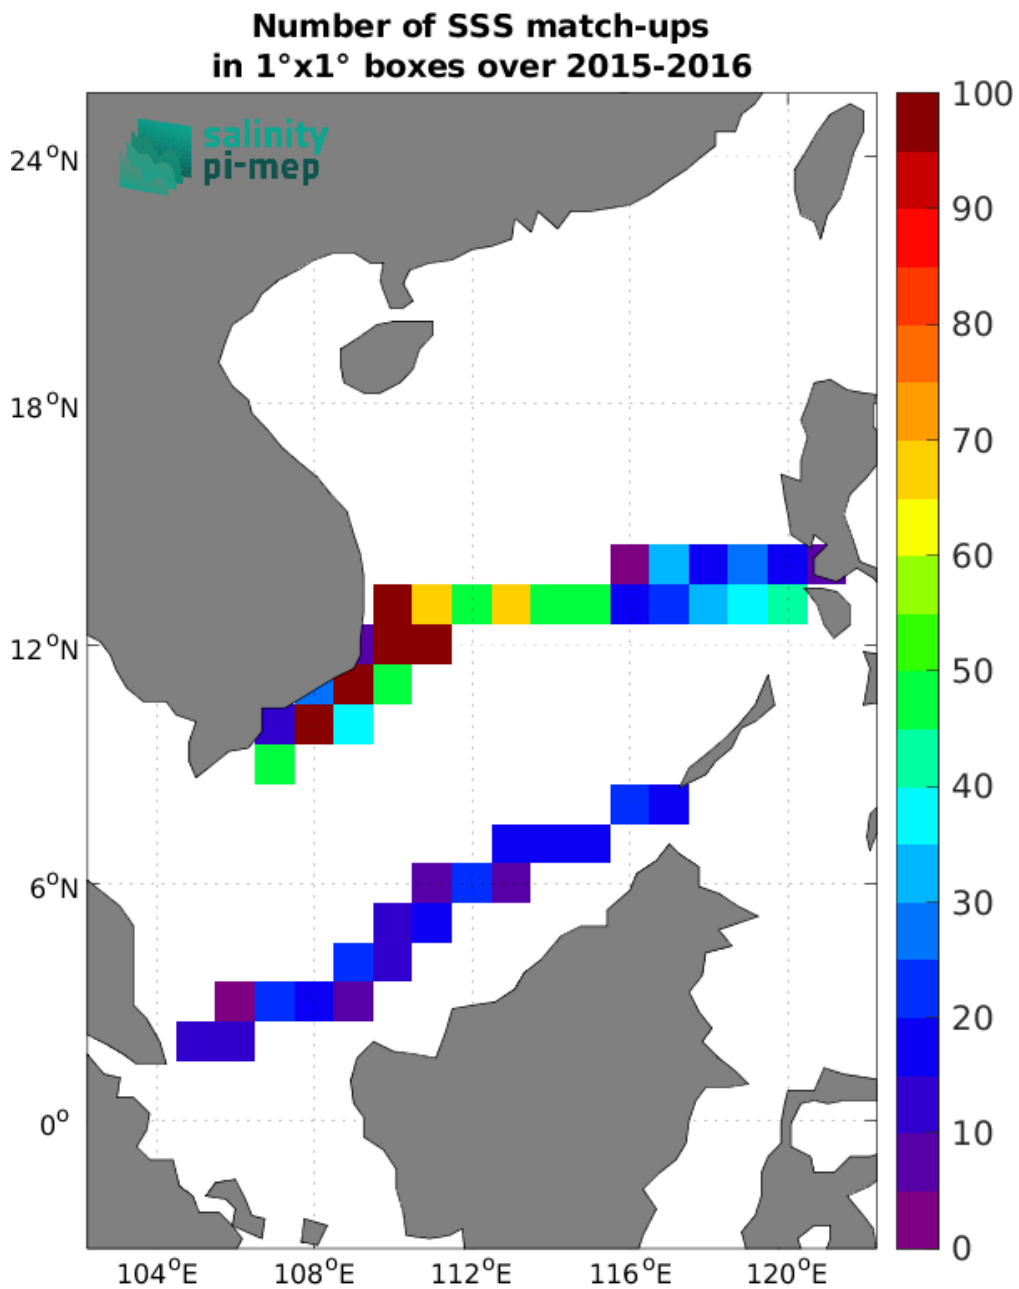 Number of SSS match-ups
in 1°x1° boxes over 2015-2016
salinity
pi-mep
24°N
18°N
12°N
6°N
0°
104°E
108°E
112°E
116°E
120°E
100
90
80
70
60
50
40
30
20
10
0